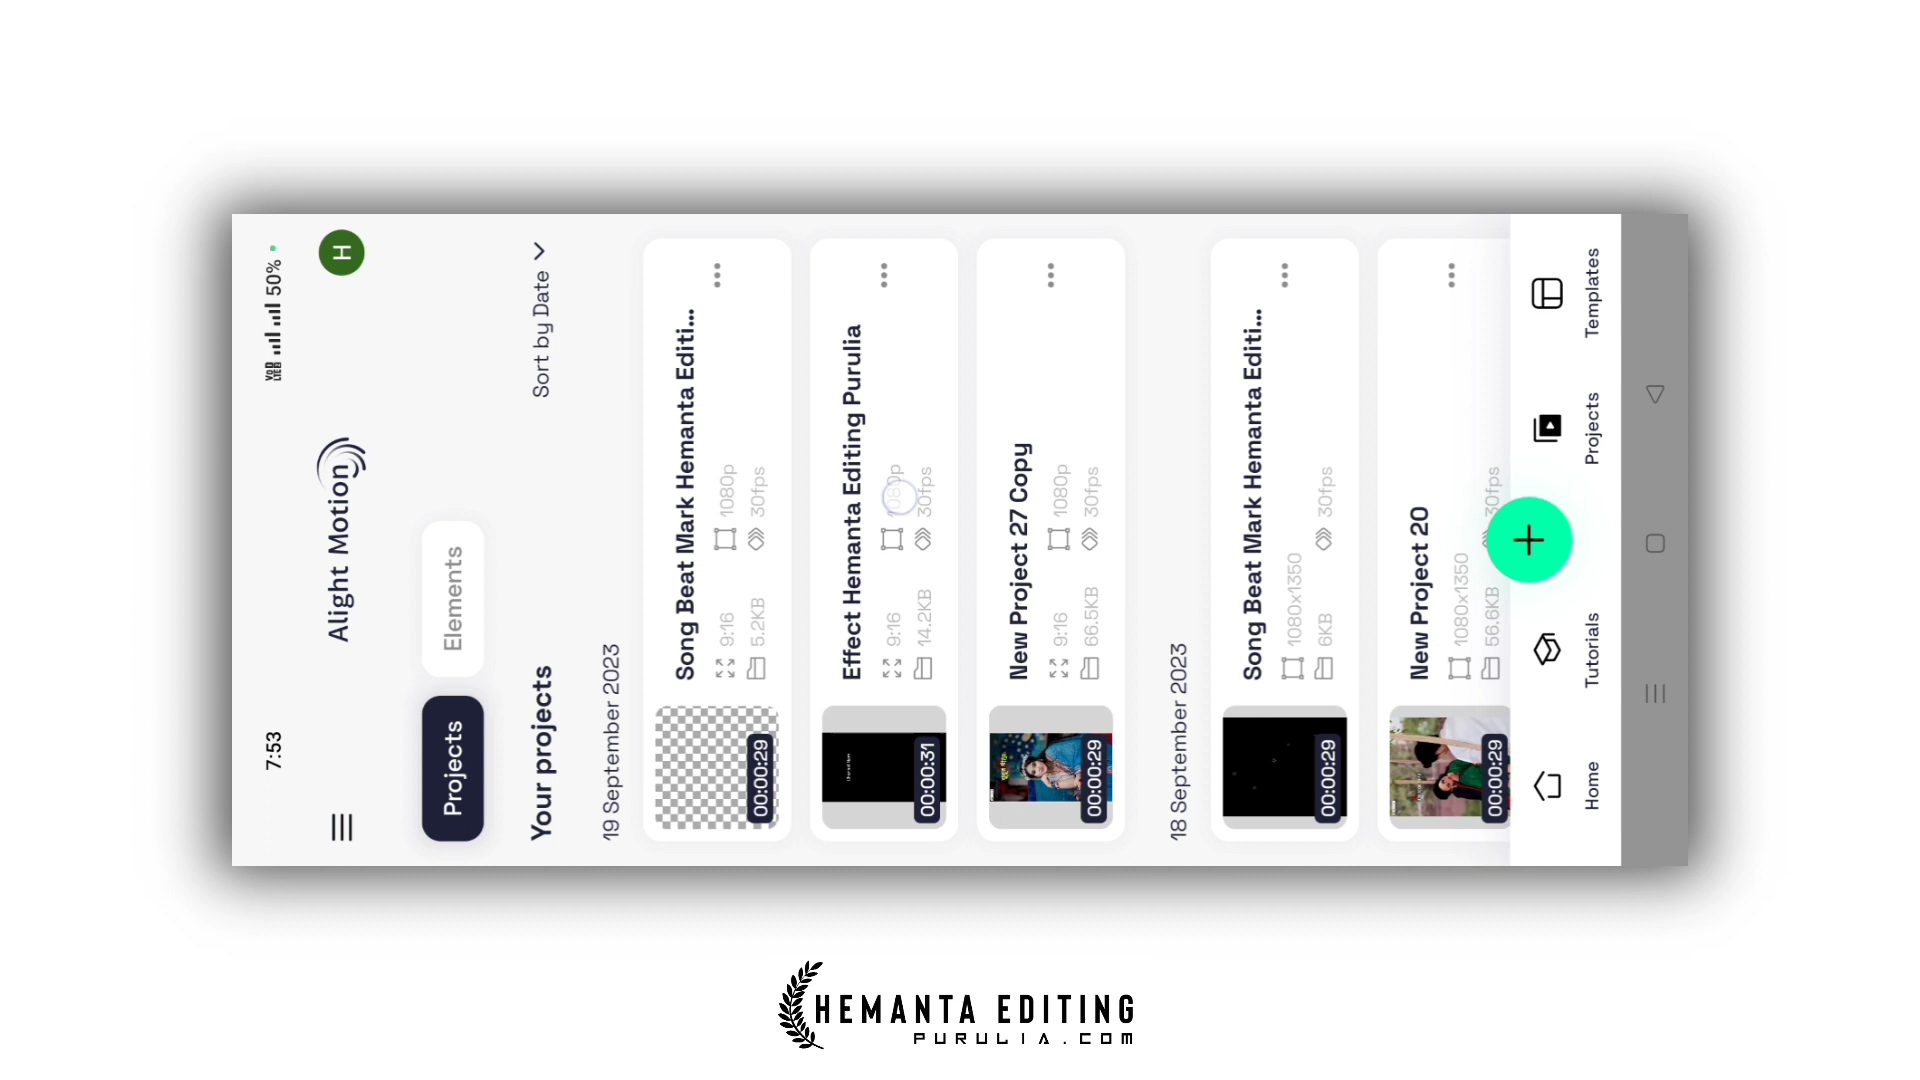 7:53
VoD
LTE2
50%
Alight Motion
H
Projects
Elements
Your projects
Sort by Date
19 September 2023
00:00:29
Song Beat Mark Hemanta Editi...
9:16
1080p
5.2KB
30fps
00:00:31
Effect Hemanta Editing Purulia
9:16
1080p
14.2KB
30fps
00:00:29
New Project 27 Copy
9:16
1080p
66.5KB
30fps
18 September 2023
00:00:29
Song Beat Mark Hemanta Editi...
1080x1350
6KB
30fps
00:00:29
New Project 20
1080x1350
56.6KB
30fps
Home
Tutorials
Projects
Templates
HEMANTA EDITING
PURULIA.COM